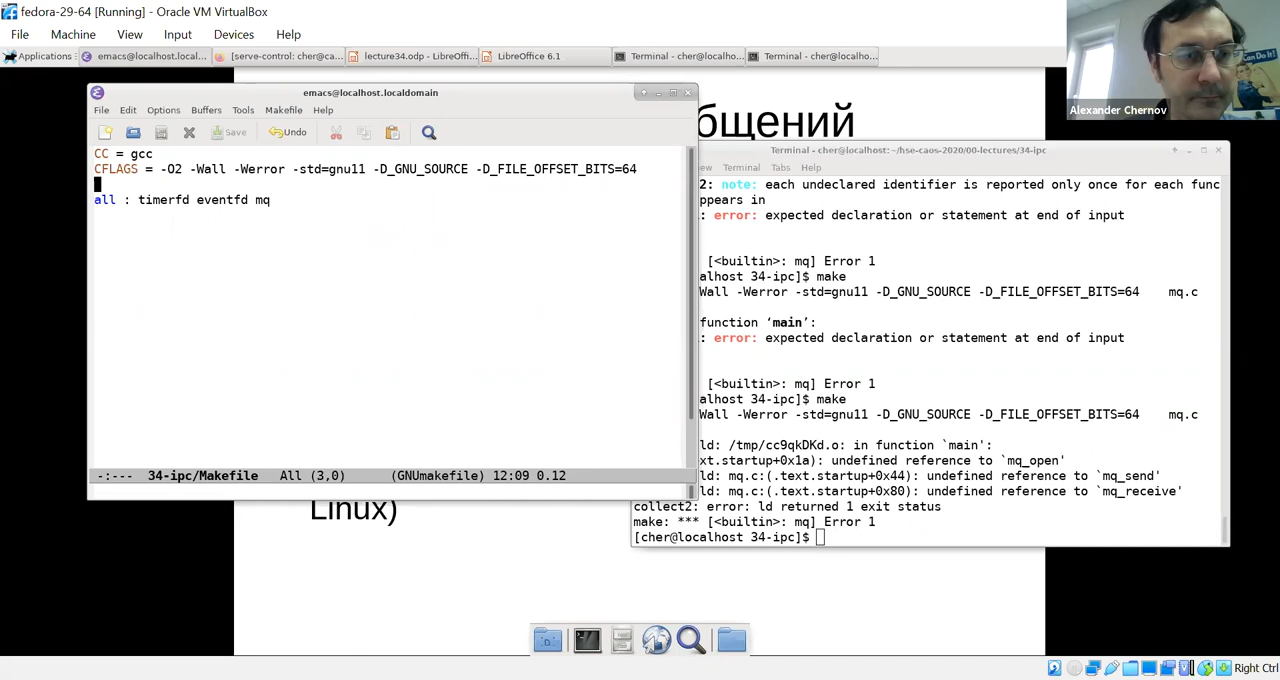 fedora-29-64 [Running] - Oracle VM VirtualBox
File Machine View Input Devices Help
Applications emacs@localhost.local... [serve-control: cher@ca... lecture34.odp - LibreOffi... LibreOffice 6.1 Terminal - cher@localho... Terminal - cher@localho...
Can Do It!
Alexander Chernov
emacs@localhost.localdomain
File Edit Options Buffers Tools Makefile Help
Save Undo
CC = gcc
CFLAGS = -O2 -Wall -Werror -std=gnu11 -D_GNU_SOURCE -D_FILE_OFFSET_BITS=64
all : timerfd eventfd mq
-:--- 34-ipc/Makefile All (3,0) (GNUmakefile) 12:09 0.12
бщений
Linux)
Terminal - cher@localhost:~/hse-caos-2020/00-lectures/34-ipc
ew Terminal Tabs Help
2: note: each undeclared identifier is reported only once for each func
ppears in
: error: expected declaration or statement at end of input
[<builtin>: mq] Error 1
alhost 34-ipc]$ make
Wall -Werror -std=gnu11 -D_GNU_SOURCE -D_FILE_OFFSET_BITS=64 mq.c
function ‘main’:
: error: expected declaration or statement at end of input
[<builtin>: mq] Error 1
alhost 34-ipc]$ make
Wall -Werror -std=gnu11 -D_GNU_SOURCE -D_FILE_OFFSET_BITS=64 mq.c
ld: /tmp/cc9qkDKd.o: in function `main':
xt.startup+0x1a): undefined reference to `mq_open'
ld: mq.c:(.text.startup+0x44): undefined reference to `mq_send'
ld: mq.c:(.text.startup+0x80): undefined reference to `mq_receive'
collect2: error: ld returned 1 exit status
make: *** [<builtin>: mq] Error 1
[cher@localhost 34-ipc]$
Right Ctrl